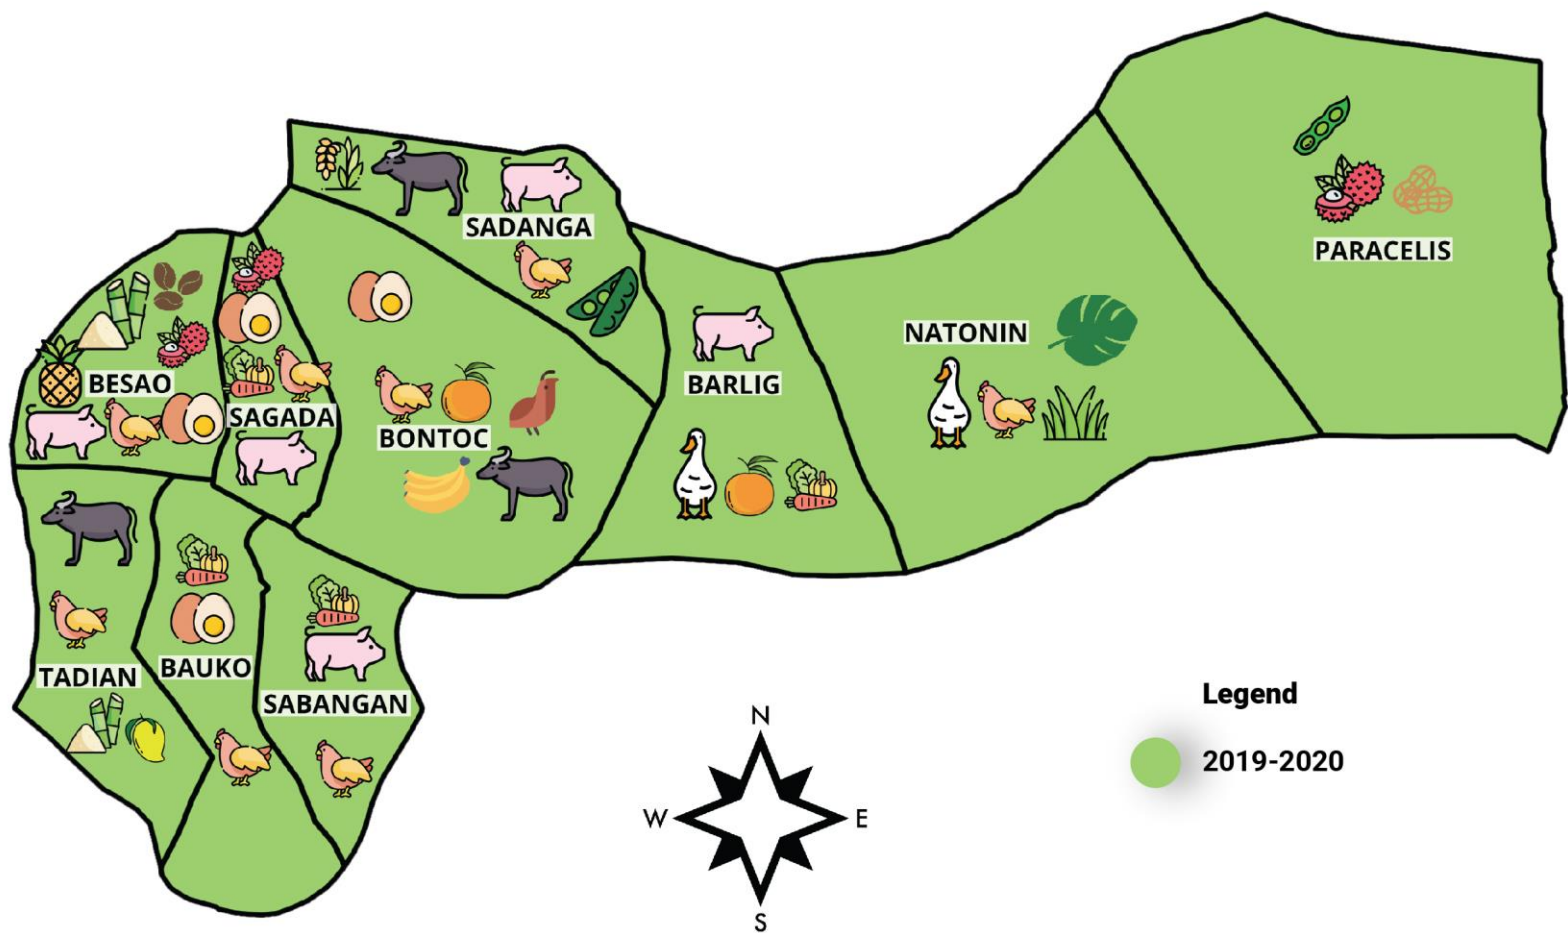 SADANGA
PARACELIS
NATONIN
BESAO
BARLIG
SAGADA
BONTOC
BAUKO
TADIAN
SABANGAN
Legend
N
2019-2020
W
E
S